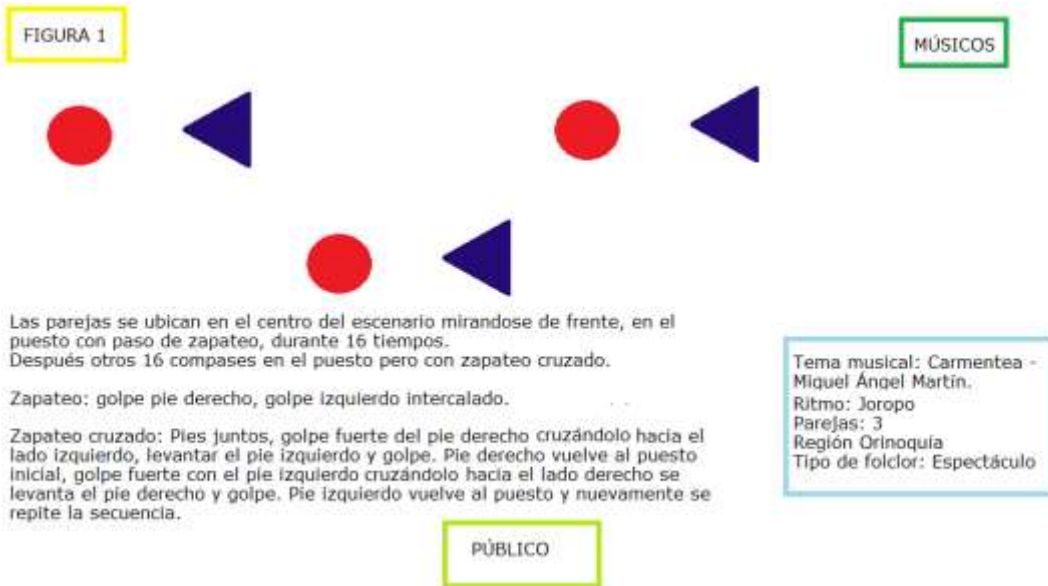 FIGURA 1
MÚSICOS
Las parejas se ubican en el centro del escenario mirandose de frente, en el
puesto con paso de zapateo, durante 16 tiempos.
Después otros 16 compases en el puesto pero con zapateo cruzado.
Zapateo: golpe pie derecho, golpe izquierdo intercalado.
Zapateo cruzado: Pies juntos, golpe fuerte del pie derecho cruzándolo hacia el
lado izquierdo, levantar el pie izquierdo y golpe. Pie derecho vuelve al puesto
inicial, golpe fuerte con el pie izquierdo cruzándolo hacia el lado derecho se
levanta el pie derecho y golpe. Pie izquierdo vuelve al puesto y nuevamente se
repite la secuencia.
Tema musical: Carmentea -
Miguel Ángel Martín.
Ritmo: Joropo
Parejas: 3
Región Orinoquía
Tipo de folclor: Espectáculo
PÚBLICO